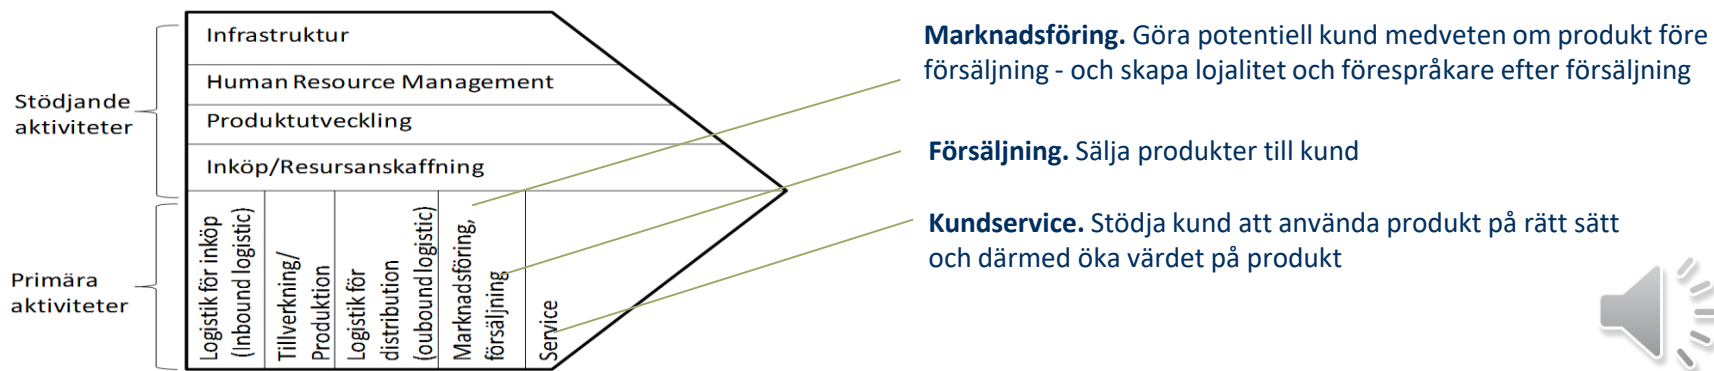 Stödjande
aktiviteter
Primära
aktiviteter
Infrastruktur
Human Resource Management
Produktutveckling
Inköp/Resursanskaffning
Logistik för inköp
(Inbound logistic)
Tillverkning/
Produktion
Logistik för
distribution
(oubound logistic)
Marknadsföring,
försäljning
Service
Marknadsföring. Göra potentiell kund medveten om produkt före
försäljning - och skapa lojalitet och förespråkare efter försäljning
Försäljning. Sälja produkter till kund
Kundservice. Stödja kund att använda produkt på rätt sätt
och därmed öka värdet på produkt